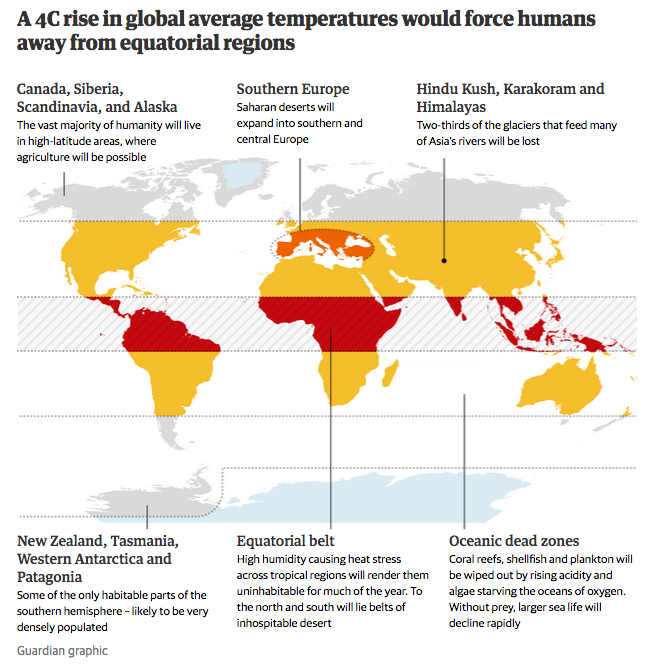 A 4C rise in global average temperatures would force humans
away from equatorial regions
Canada, Siberia,
Scandinavia, and Alaska
The vast majority of humanity will live
in high-latitude areas, where
agriculture will be possible
Southern Europe
Saharan deserts will
expand into southern and
central Europe
Hindu Kush, Karakoram and
Himalayas
Two-thirds of the glaciers that feed many
of Asia's rivers will be lost
New Zealand, Tasmania,
Western Antarctica and
Patagonia
Some of the only habitable parts of the
southern hemisphere – likely to be very
densely populated
Equatorial belt
High humidity causing heat stress
across tropical regions will render them
uninhabitable for much of the year. To
the north and south will lie belts of
inhospitable desert
Oceanic dead zones
Coral reefs, shellfish and plankton will
be wiped out by rising acidity and
algae starving the oceans of oxygen.
Without prey, larger sea life will
decline rapidly
Guardian graphic